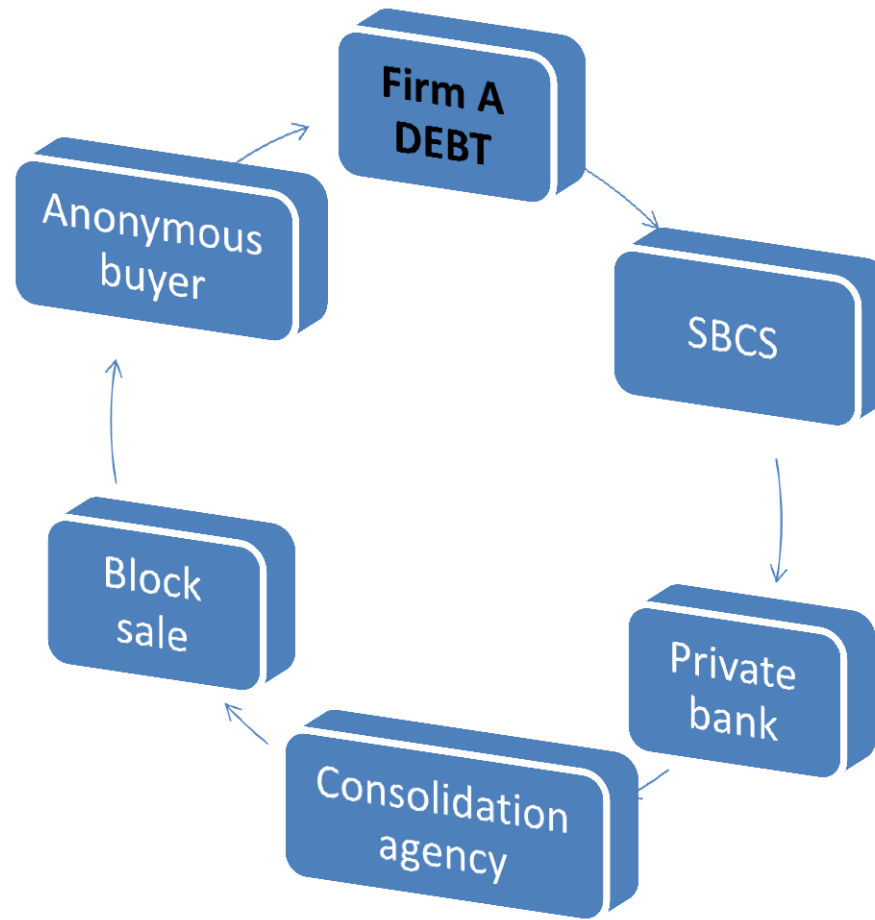 Firm A
DEBT
SBCS
Private
bank
Consolidation
agency
Block
sale
Anonymous
buyer